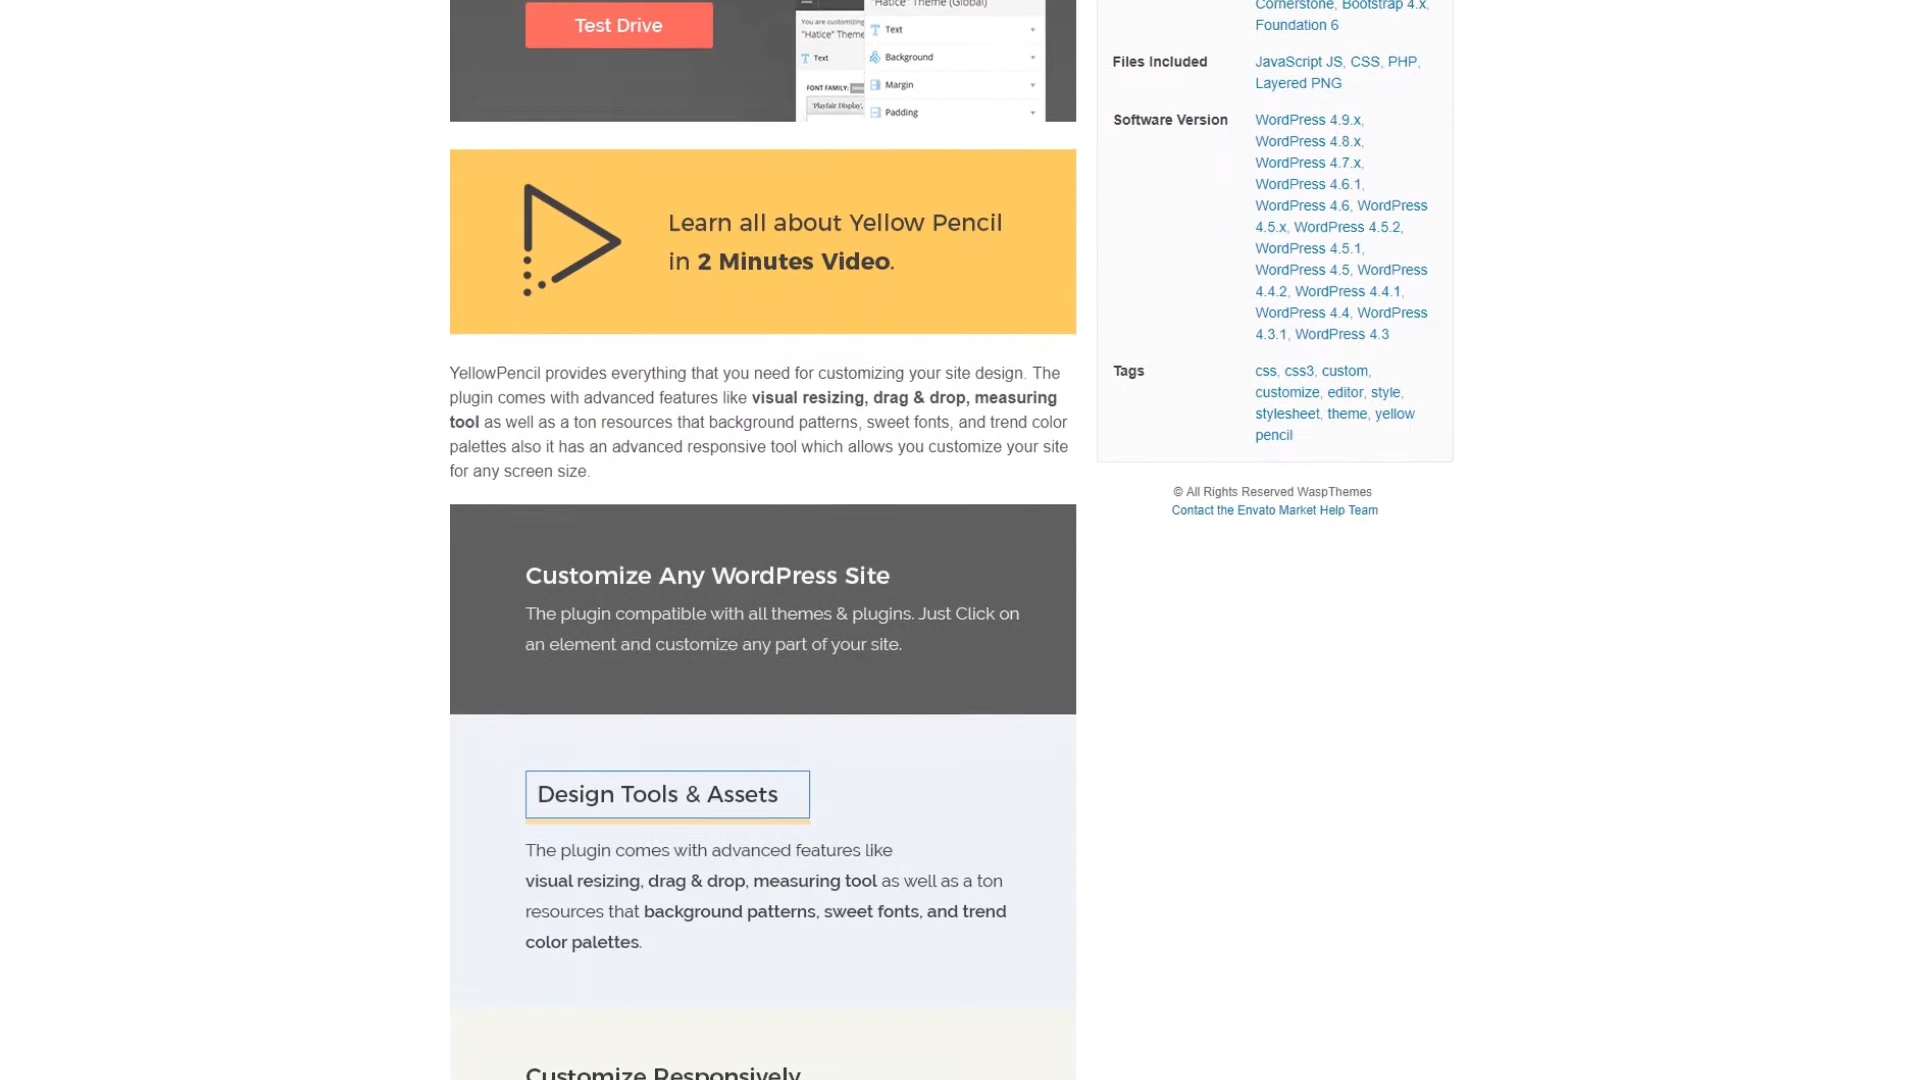 Test Drive
"Hatice" Theme (Global)
You are customizing
"Hatice" Theme
Text
FONT FAMILY:
'Playfair Display',
Text
Background
Margin
Padding
Learn all about Yellow Pencil
in 2 Minutes Video.
YellowPencil provides everything that you need for customizing your site design. The
plugin comes with advanced features like visual resizing, drag & drop, measuring
tool as well as a ton resources that background patterns, sweet fonts, and trend color
palettes also it has an advanced responsive tool which allows you customize your site
for any screen size.
Customize Any WordPress Site
The plugin compatible with all themes & plugins. Just Click on
an element and customize any part of your site.
Design Tools & Assets
The plugin comes with advanced features like
visual resizing, drag & drop, measuring tool as well as a ton
resources that background patterns, sweet fonts, and trend
color palettes.
Customize Responsively
Cornerstone, Bootstrap 4.x,
Foundation 6
Files Included
JavaScript JS, CSS, PHP,
Layered PNG
Software Version
WordPress 4.9.x,
WordPress 4.8.x,
WordPress 4.7.x,
WordPress 4.6.1,
WordPress 4.6, WordPress
4.5.x, WordPress 4.5.2,
WordPress 4.5.1,
WordPress 4.5, WordPress
4.4.2, WordPress 4.4.1,
WordPress 4.4, WordPress
4.3.1, WordPress 4.3
Tags
css, css3, custom,
customize, editor, style,
stylesheet, theme, yellow
pencil
© All Rights Reserved WaspThemes
Contact the Envato Market Help Team